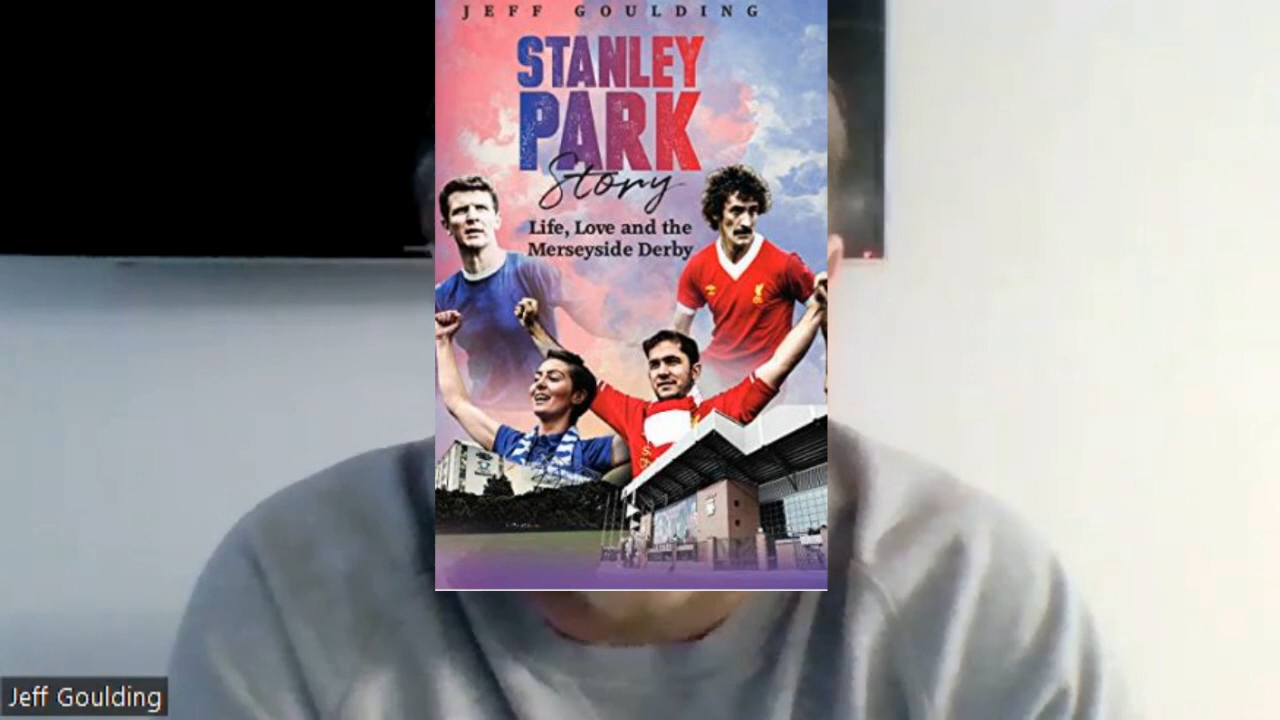 JEFF GOULDING
STANLEY
PARK
Story
Life, Love and the
Merseyside Derby
Jeff Goulding